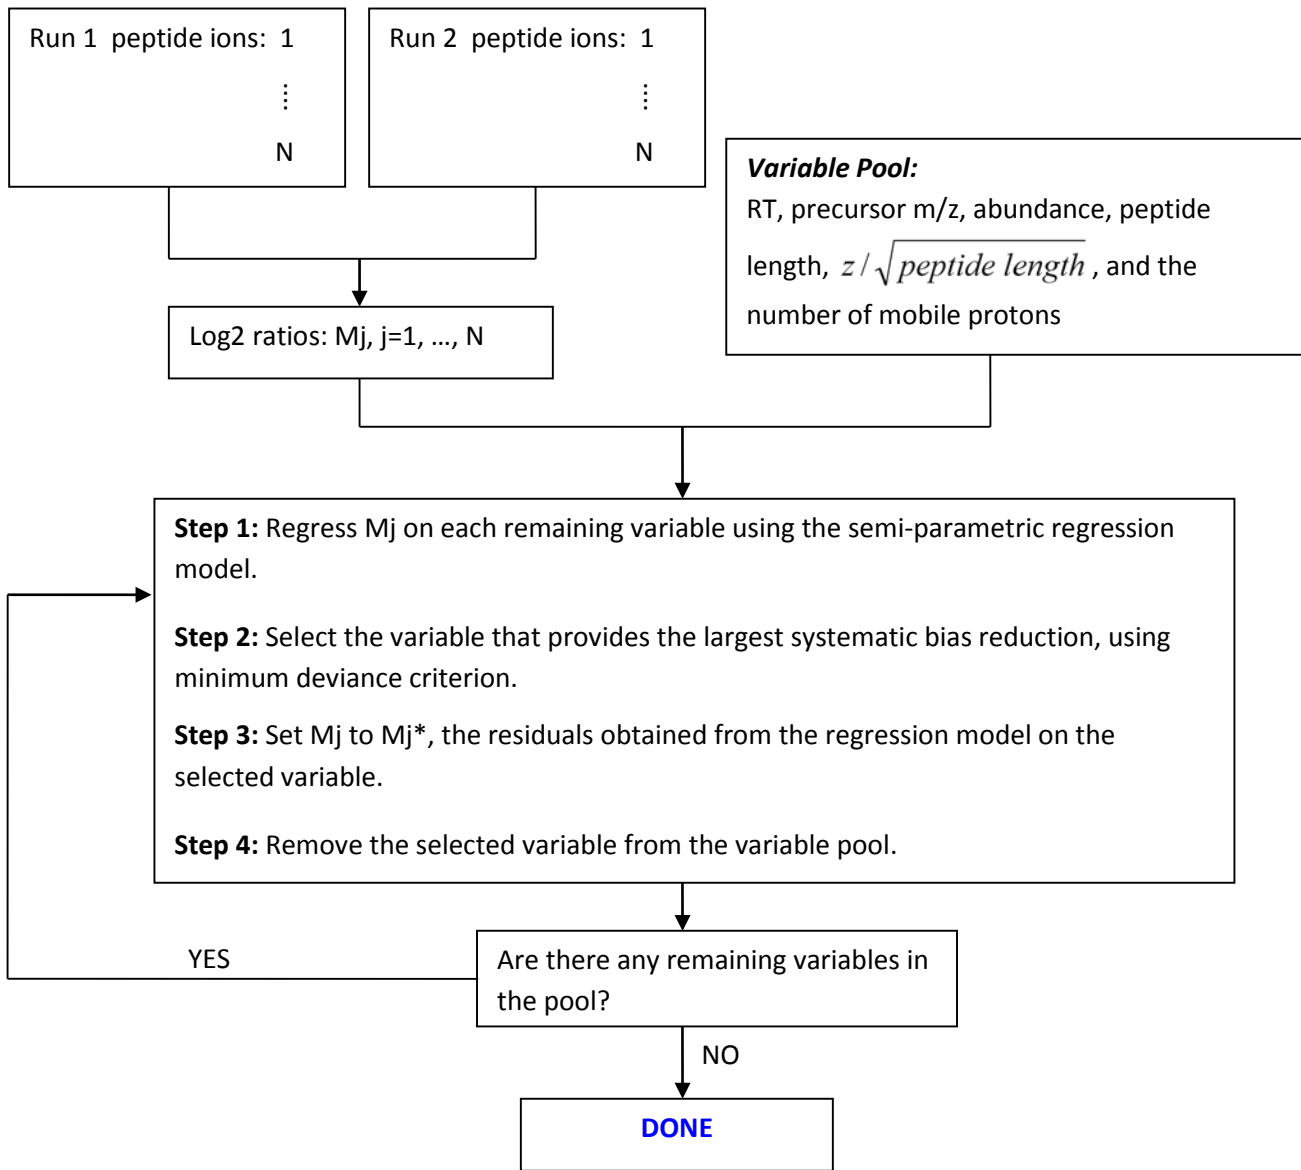 Run 1 peptide ions: 1
⋮
N
Run 2 peptide ions: 1
⋮
N
Variable Pool:
RT, precursor m/z, abundance, peptide
length, z / √peptide length , and the
number of mobile protons
Log2 ratios: Mj, j=1, ..., N
Step 1: Regress Mj on each remaining variable using the semi-parametric regression
model.
Step 2: Select the variable that provides the largest systematic bias reduction, using
minimum deviance criterion.
Step 3: Set Mj to Mj*, the residuals obtained from the regression model on the
selected variable.
Step 4: Remove the selected variable from the variable pool.
YES
Are there any remaining variables in
the pool?
NO
DONE